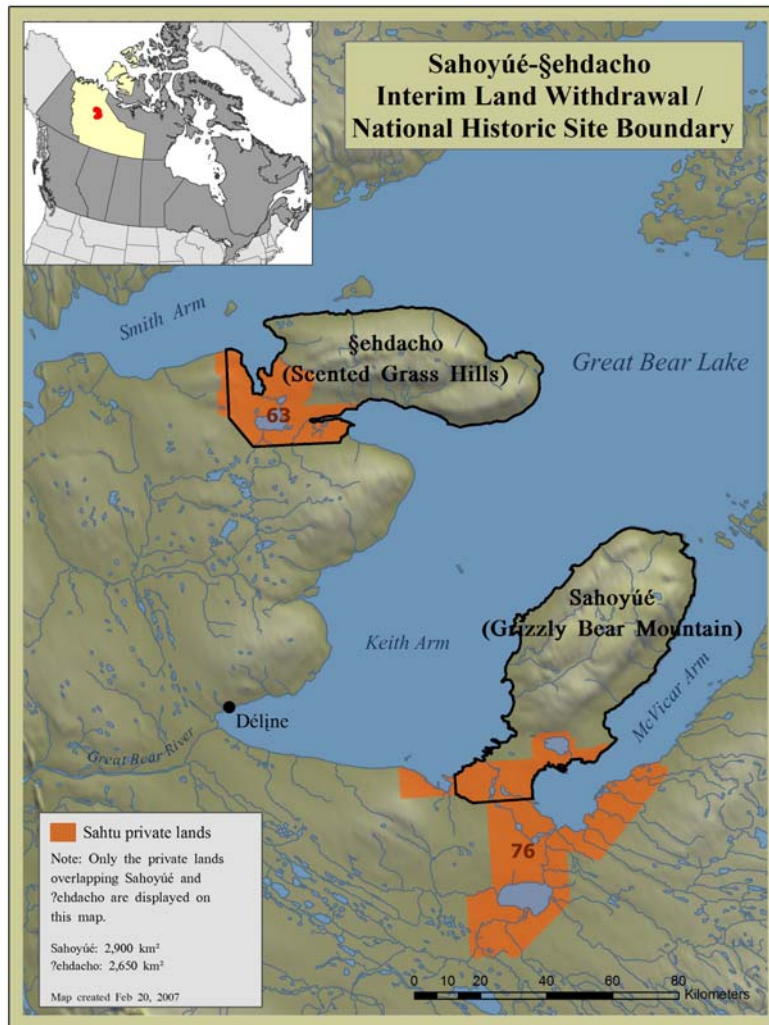 Sahoyúé-§ehdacho
Interim Land Withdrawal /
National Historic Site Boundary
Smith Arm
§ehdacho
(Scented Grass Hills)
Great Bear Lake
63
Sahoyúé
(Grizzly Bear Mountain)
Keith Arm
McVicar Arm
Délįne
Great Bear River
76
Sahtu private lands
Note: Only the private lands
overlapping Sahoyúé and
?ehdacho are displayed on
this map.
Sahoyúé: 2,900 km²
?ehdacho: 2,650 km²
Map created Feb 20, 2007
0 10 20 40 60 80
Kilometers